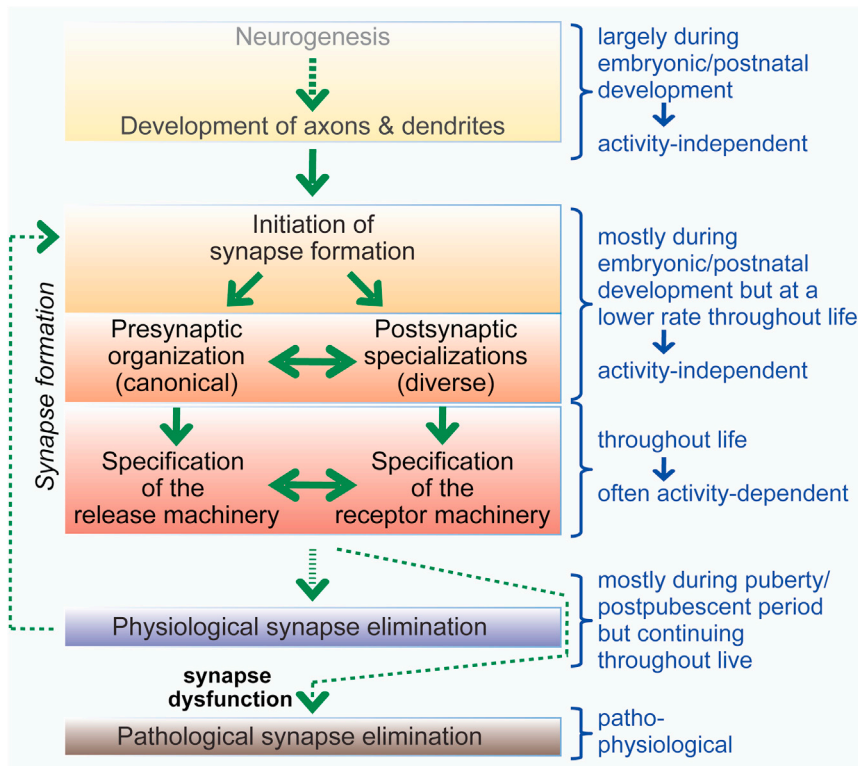 Neurogenesis
Development of axons & dendrites
largely during
embryonic/postnatal
development
activity-independent
Synapse formation
Initiation of
synapse formation
Presynaptic
organization
(canonical)
Postsynaptic
specializations
(diverse)
mostly during
embryonic/postnatal
development but at a
lower rate throughout life
activity-independent
Specification
of the
release machinery
Specification
of the
receptor machinery
throughout life
often activity-dependent
Physiological synapse elimination
mostly during puberty/
postpubescent period
but continuing
throughout live
synapse
dysfunction
Pathological synapse elimination
patho-
physiological